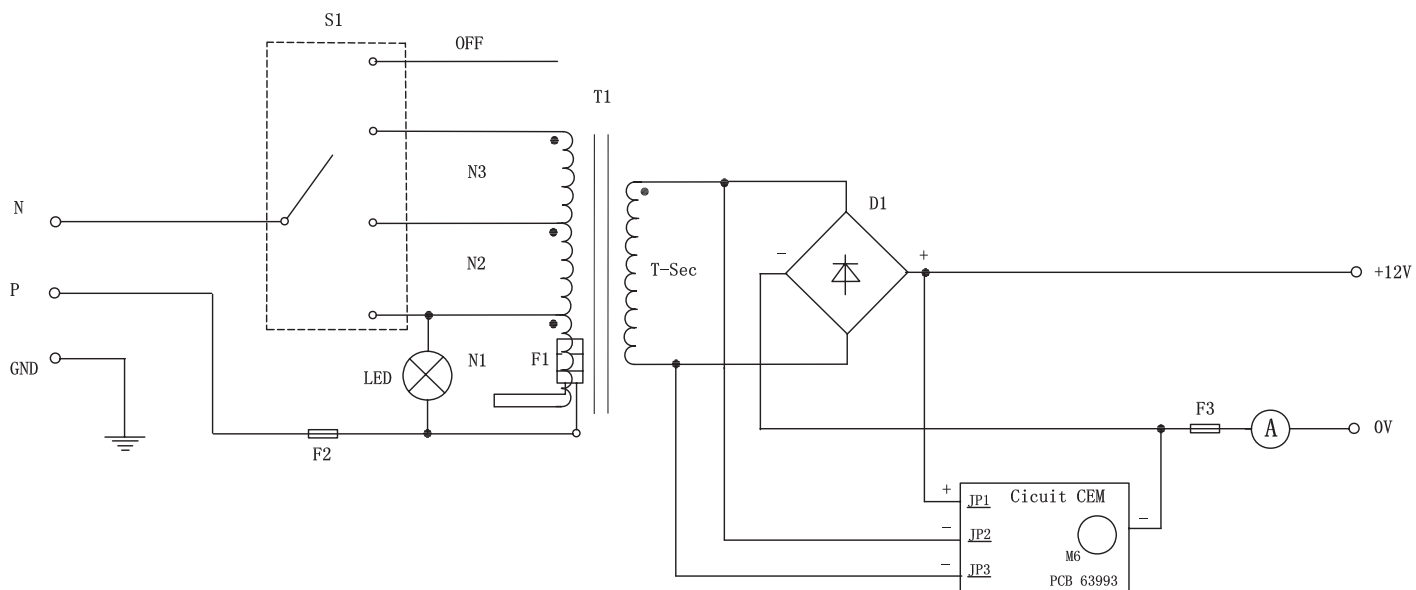 S1
OFF
T1
N3
N
D1
−
+
N2
T-Sec
+12V
P
N1
F1
GND
LED
F3
A
0V
F2
+
Cicuit CEM
JP1
−
JP2
−
M6
−
JP3
PCB 63993